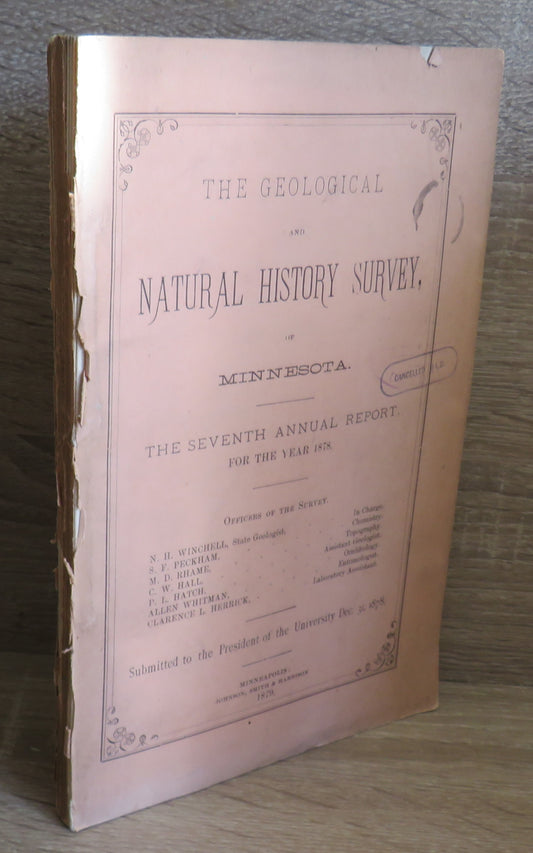 THE GEOLOGICAL
AND
NATURAL HISTORY SURVEY,
OF
MINNESOTA.
THE SEVENTH ANNUAL REPORT,
FOR THE YEAR 1878.
OFFICERS OF THE SURVEY.
N. H. WINCHELL, State Geologist, In Charge.
S. F. PECKHAM, Chemistry.
M. D. RHAME, Topography.
C. W. HALL, Assistant Geologist.
P. L. HATCH, Ornithology.
ALLEN WHITMAN, Entomologist.
CLARENCE L. HERRICK, Laboratory Assistant.
Submitted to the President of the University Dec. 31, 1878.
MINNEAPOLIS:
JOHNSON, SMITH & HARRISON
1879.
CANCELLED